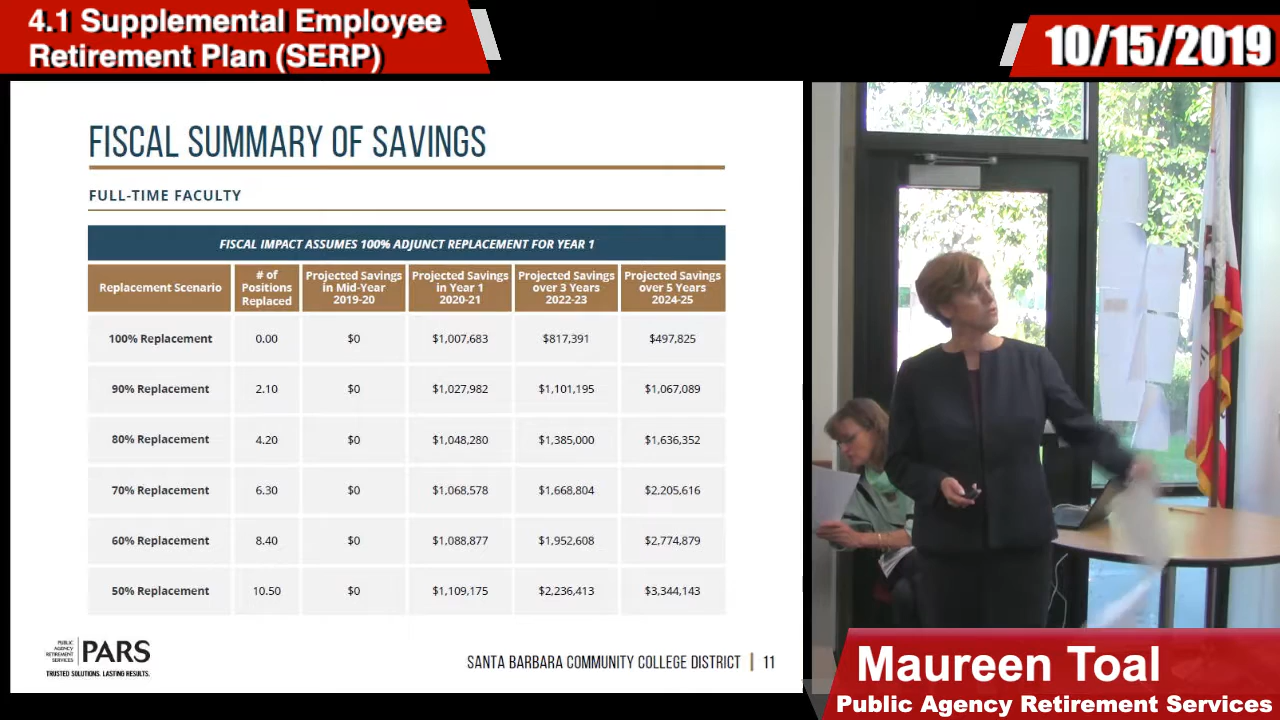 4.1 Supplemental Employee
Retirement Plan (SERP)
10/15/2019
FISCAL SUMMARY OF SAVINGS
FULL-TIME FACULTY
FISCAL IMPACT ASSUMES 100% ADJUNCT REPLACEMENT FOR YEAR 1
Replacement Scenario
# of
Positions
Replaced
Projected Savings
in Mid-Year
2019-20
Projected Savings
in Year 1
2020-21
Projected Savings
over 3 Years
2022-23
Projected Savings
over 5 Years
2024-25
100% Replacement 0.00 $0 $1,007,683 $817,391 $497,825
90% Replacement 2.10 $0 $1,027,982 $1,101,195 $1,067,089
80% Replacement 4.20 $0 $1,048,280 $1,385,000 $1,636,352
70% Replacement 6.30 $0 $1,068,578 $1,668,804 $2,205,616
60% Replacement 8.40 $0 $1,088,877 $1,952,608 $2,774,879
50% Replacement 10.50 $0 $1,109,175 $2,236,413 $3,344,143
PUBLIC
AGENCY
RETIREMENT
SERVICES
PARS
TRUSTED SOLUTIONS. LASTING RESULTS.
SANTA BARBARA COMMUNITY COLLEGE DISTRICT | 11
Maureen Toal
Public Agency Retirement Services